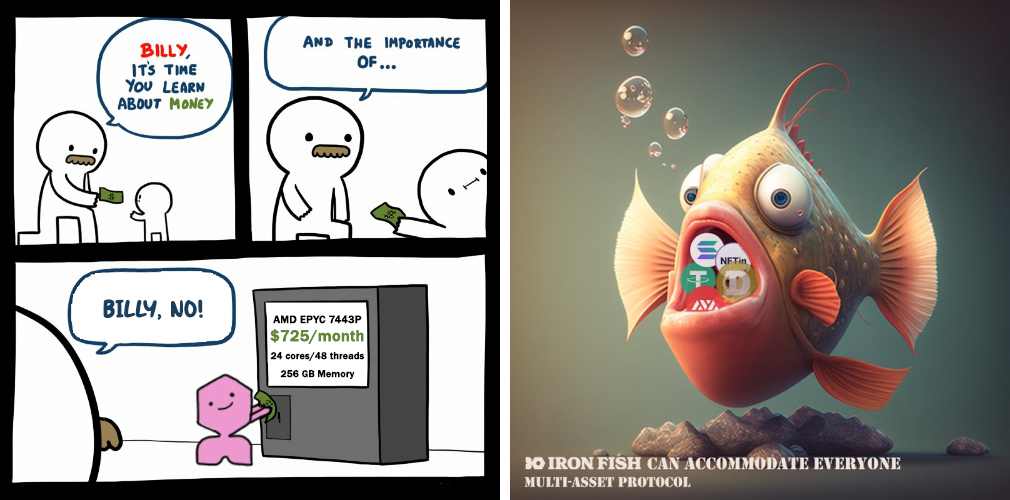 BILLY,
IT'S TIME
YOU LEARN
ABOUT MONEY
AND THE IMPORTANCE
OF...
BILLY, NO!
AMD EPYC 7443P
$725/month
24 cores/48 threads
256 GB Memory
NFTin
IRON FISH CAN ACCOMMODATE EVERYONE
MULTI-ASSET PROTOCOL